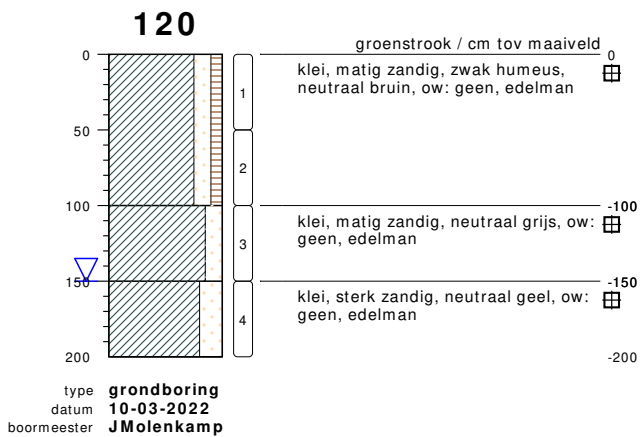 120
groenstrook / cm tov maaiveld
0
0
klei, matig zandig, zwak humeus,
neutraal bruin, ow: geen, edelman
1
50
2
100
-100
klei, matig zandig, neutraal grijs, ow:
geen, edelman
3
150
-150
klei, sterk zandig, neutraal geel, ow:
geen, edelman
4
200
-200
type grondboring
datum 10-03-2022
boormeester JMolenkamp